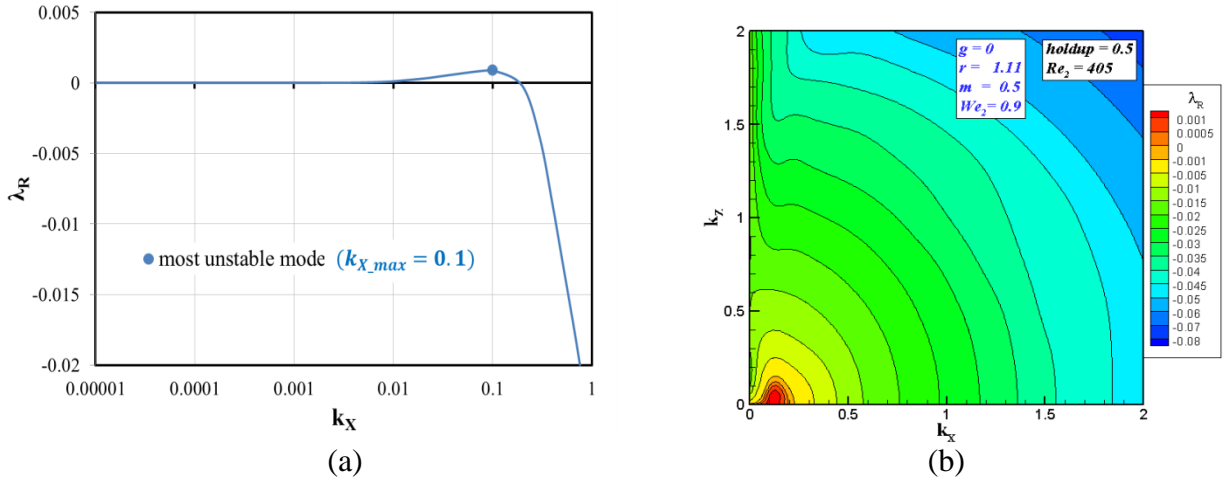 0.005
0
-0.005
-0.01
-0.015
-0.02
λR
most unstable mode (kX_max = 0.1)
0.00001 0.0001 0.001 0.01 0.1 1
kX
(a)
2
1.5
1
0.5
0
kZ
g = 0
r = 1.11
m = 0.5
We2 = 0.9
holdup = 0.5
Re2 = 405
λR
0.001
0.0005
0
-0.001
-0.005
-0.01
-0.015
-0.02
-0.025
-0.03
-0.035
-0.04
-0.045
-0.05
-0.06
-0.07
-0.08
0 0.5 1 1.5 2
kX
(b)